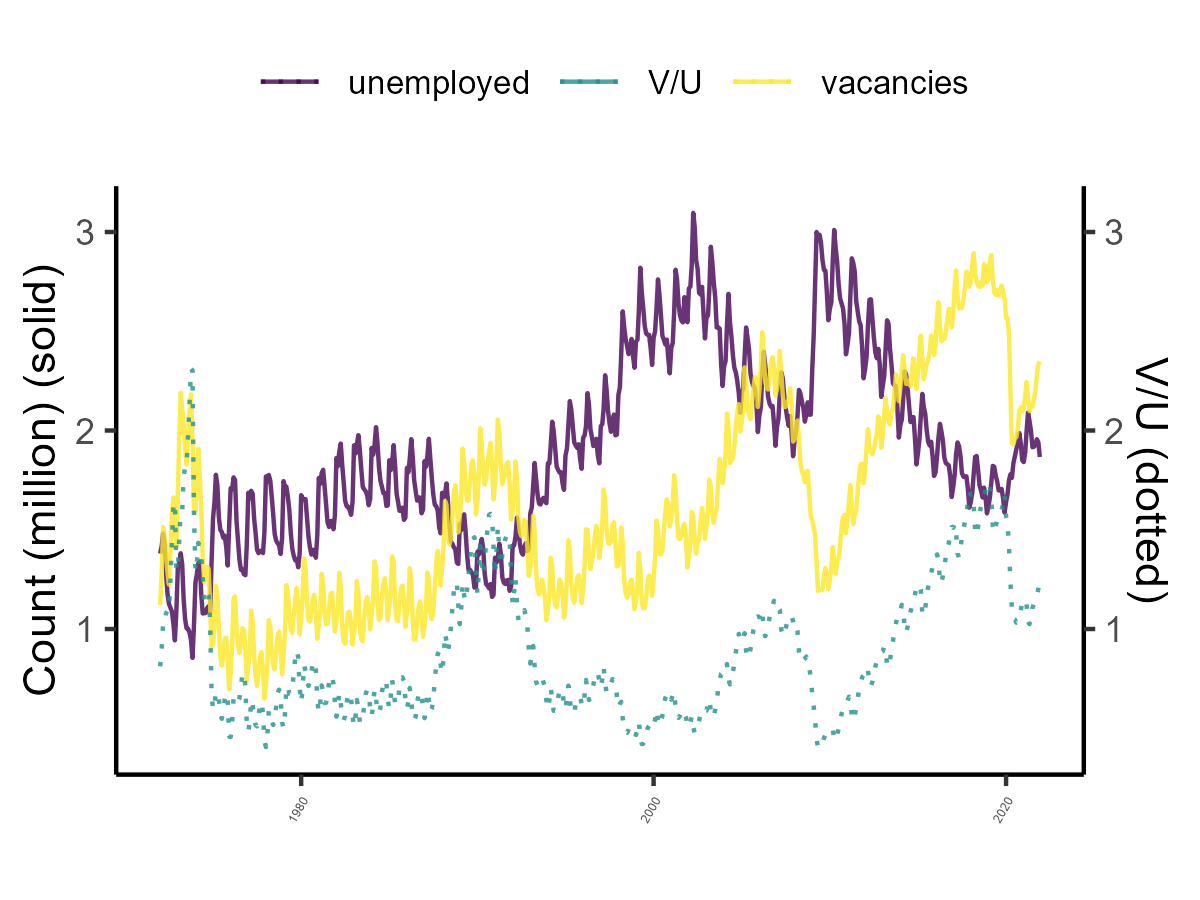 unemployed V/U vacancies
Count (million) (solid)
3
2
1
3
2
1
V/U (dotted)
1980 2000 2020